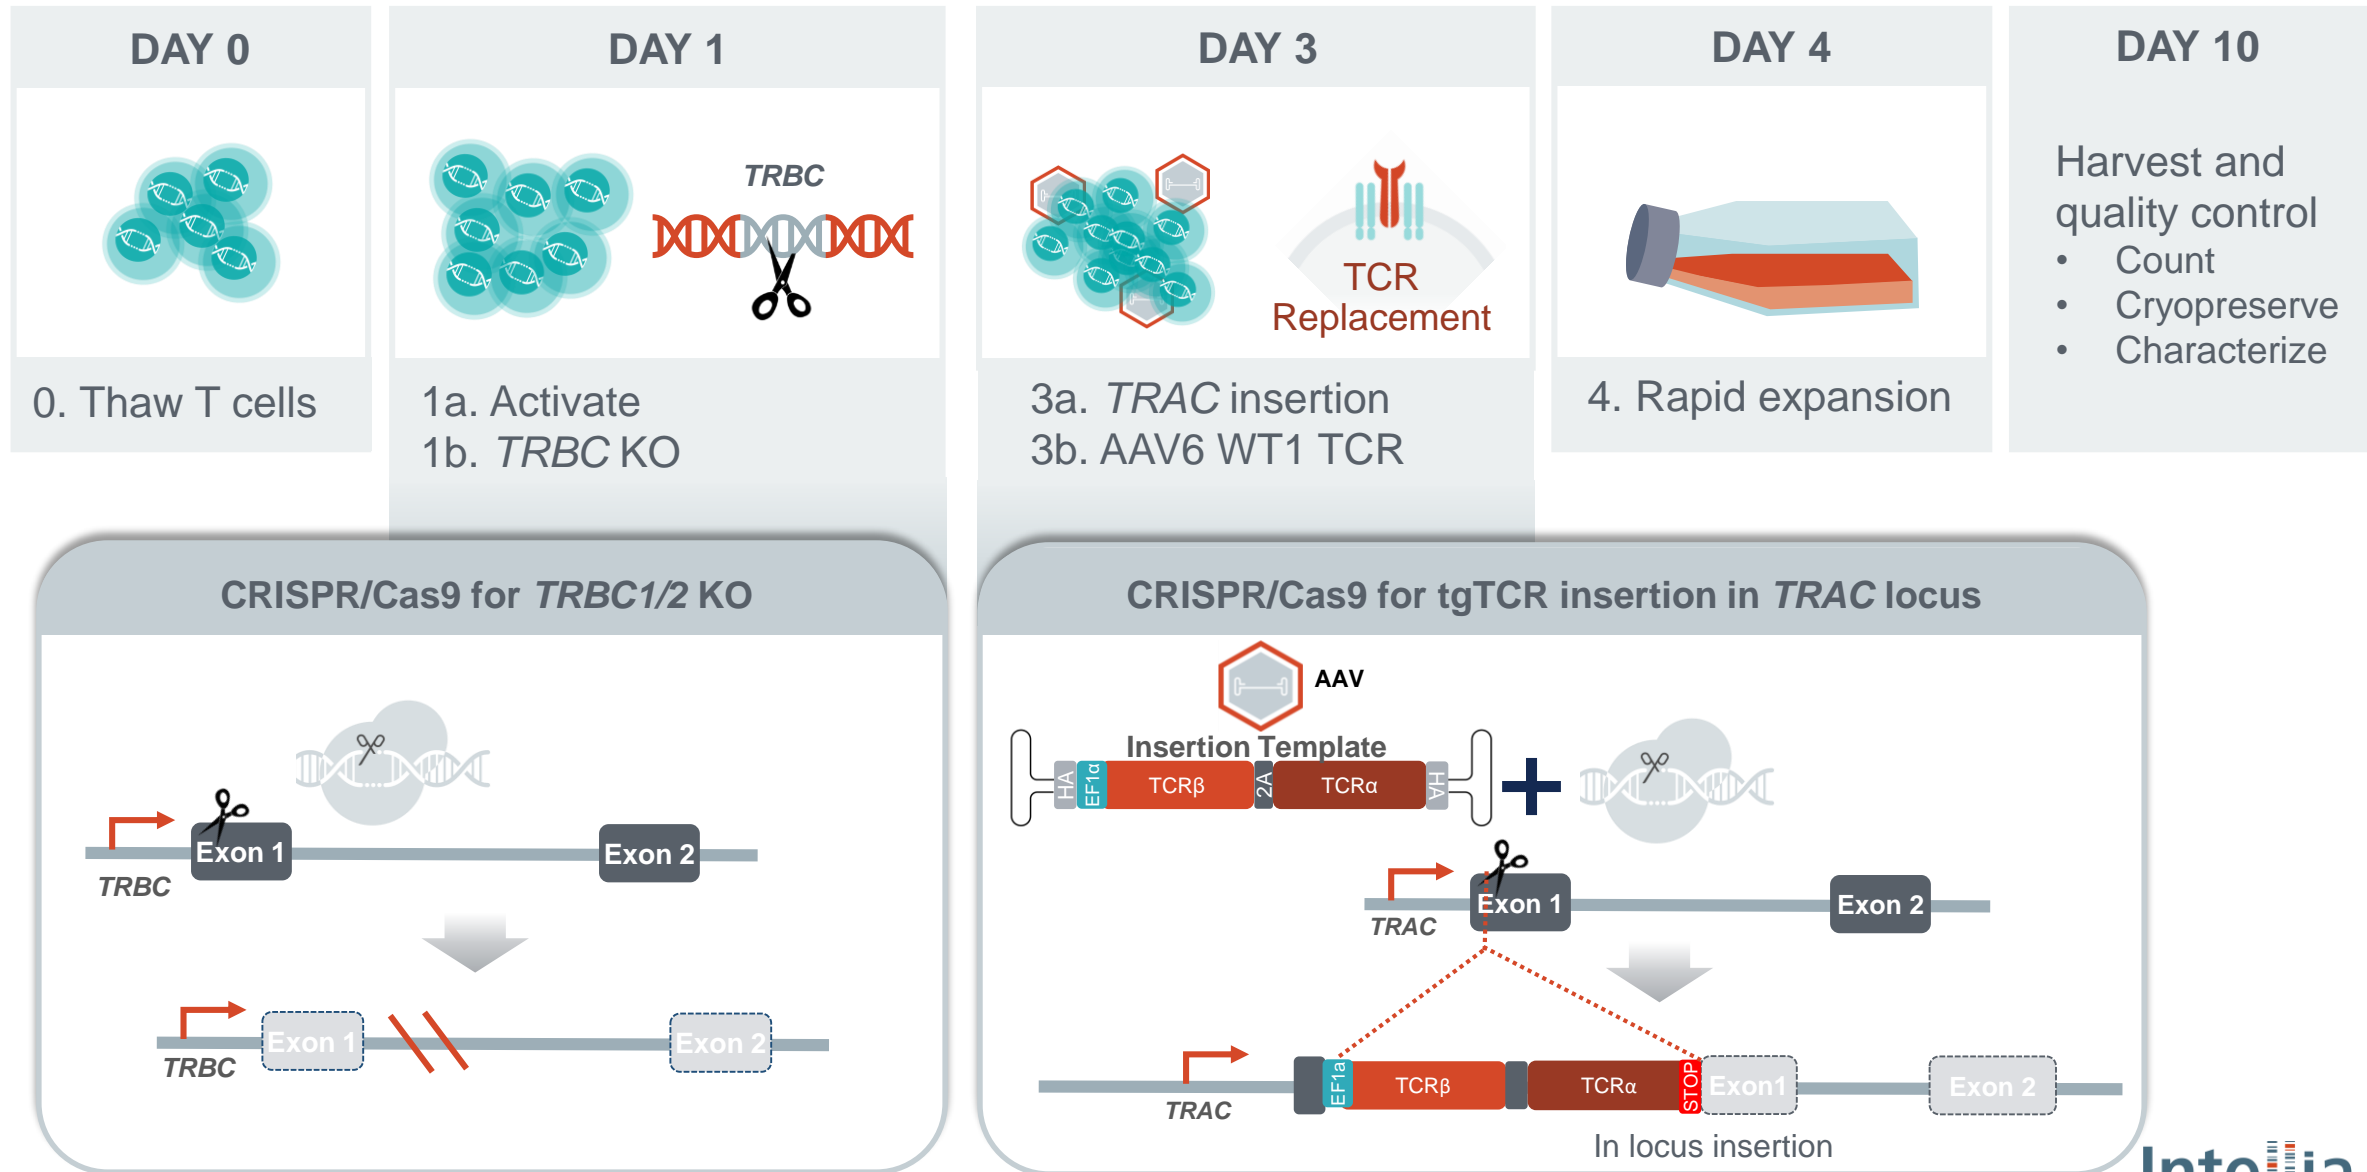 DAY 0
0. Thaw T cells
DAY 1
TRBC
1a. Activate
1b. TRBC KO
DAY 3
TCR
Replacement
3a. TRAC insertion
3b. AAV6 WT1 TCR
DAY 4
4. Rapid expansion
DAY 10
Harvest and
quality control
• Count
• Cryopreserve
• Characterize
CRISPR/Cas9 for TRBC1/2 KO
Exon 1
Exon 2
TRBC
Exon 1
Exon 2
TRBC
CRISPR/Cas9 for tgTCR insertion in TRAC locus
AAV
Insertion Template
HA EF1α TCRβ 2A TCRα HA
Exon 1
Exon 2
TRAC
EF1a TCRβ TCRα STOP Exon1 Exon 2
TRAC
In locus insertion
Intellia